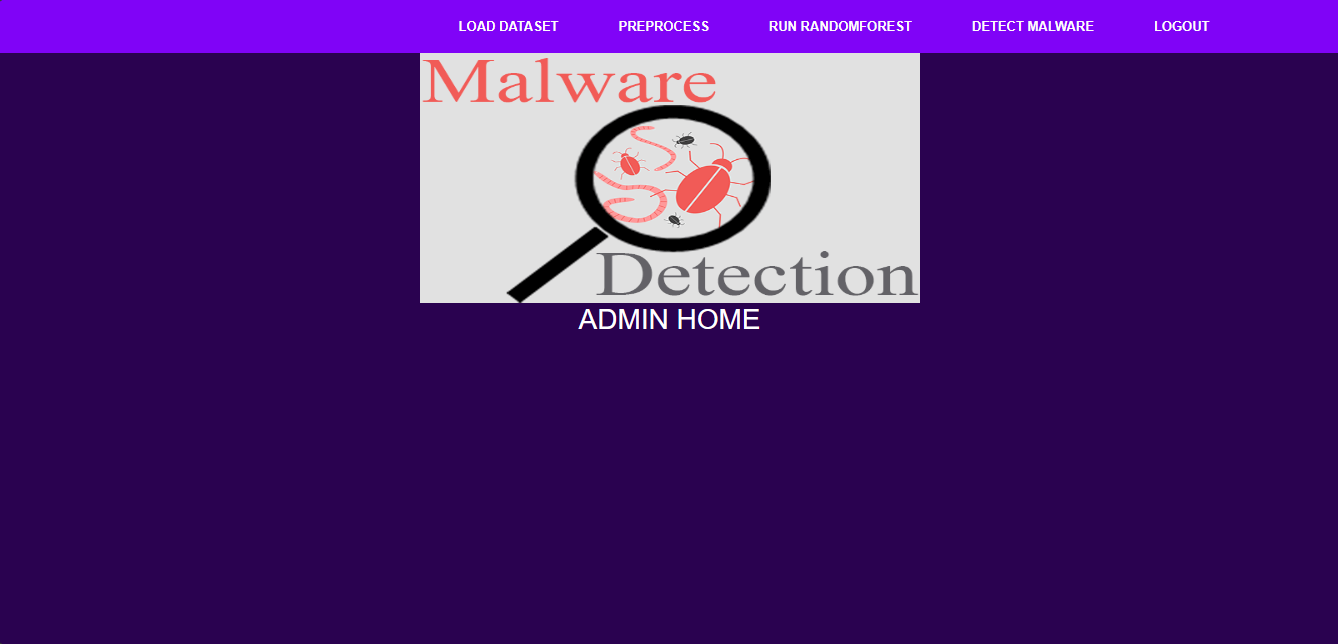 LOAD DATASET PREPROCESS RUN RANDOMFOREST DETECT MALWARE LOGOUT
Malware
Detection
ADMIN HOME